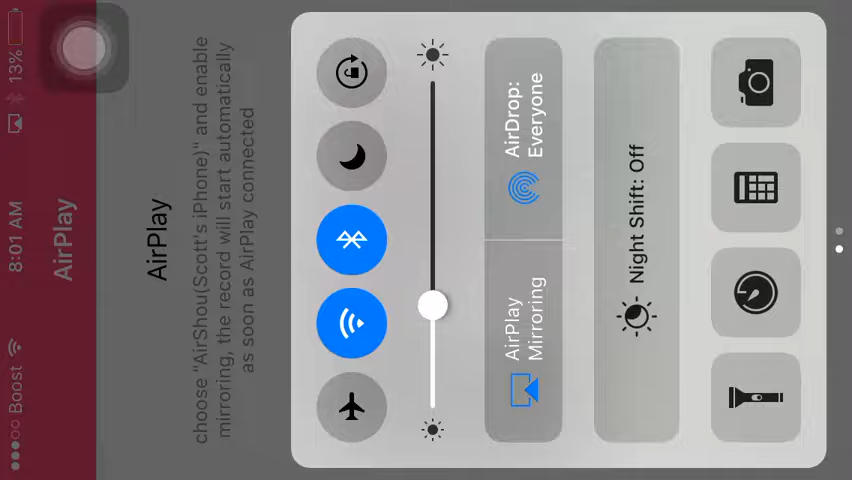 Boost 8:01 AM 13%
AirPlay
AirPlay
choose "AirShou(Scott's iPhone)" and enable
mirroring, the record will start automatically
as soon as AirPlay connected
AirPlay
Mirroring
AirDrop:
Everyone
Night Shift: Off